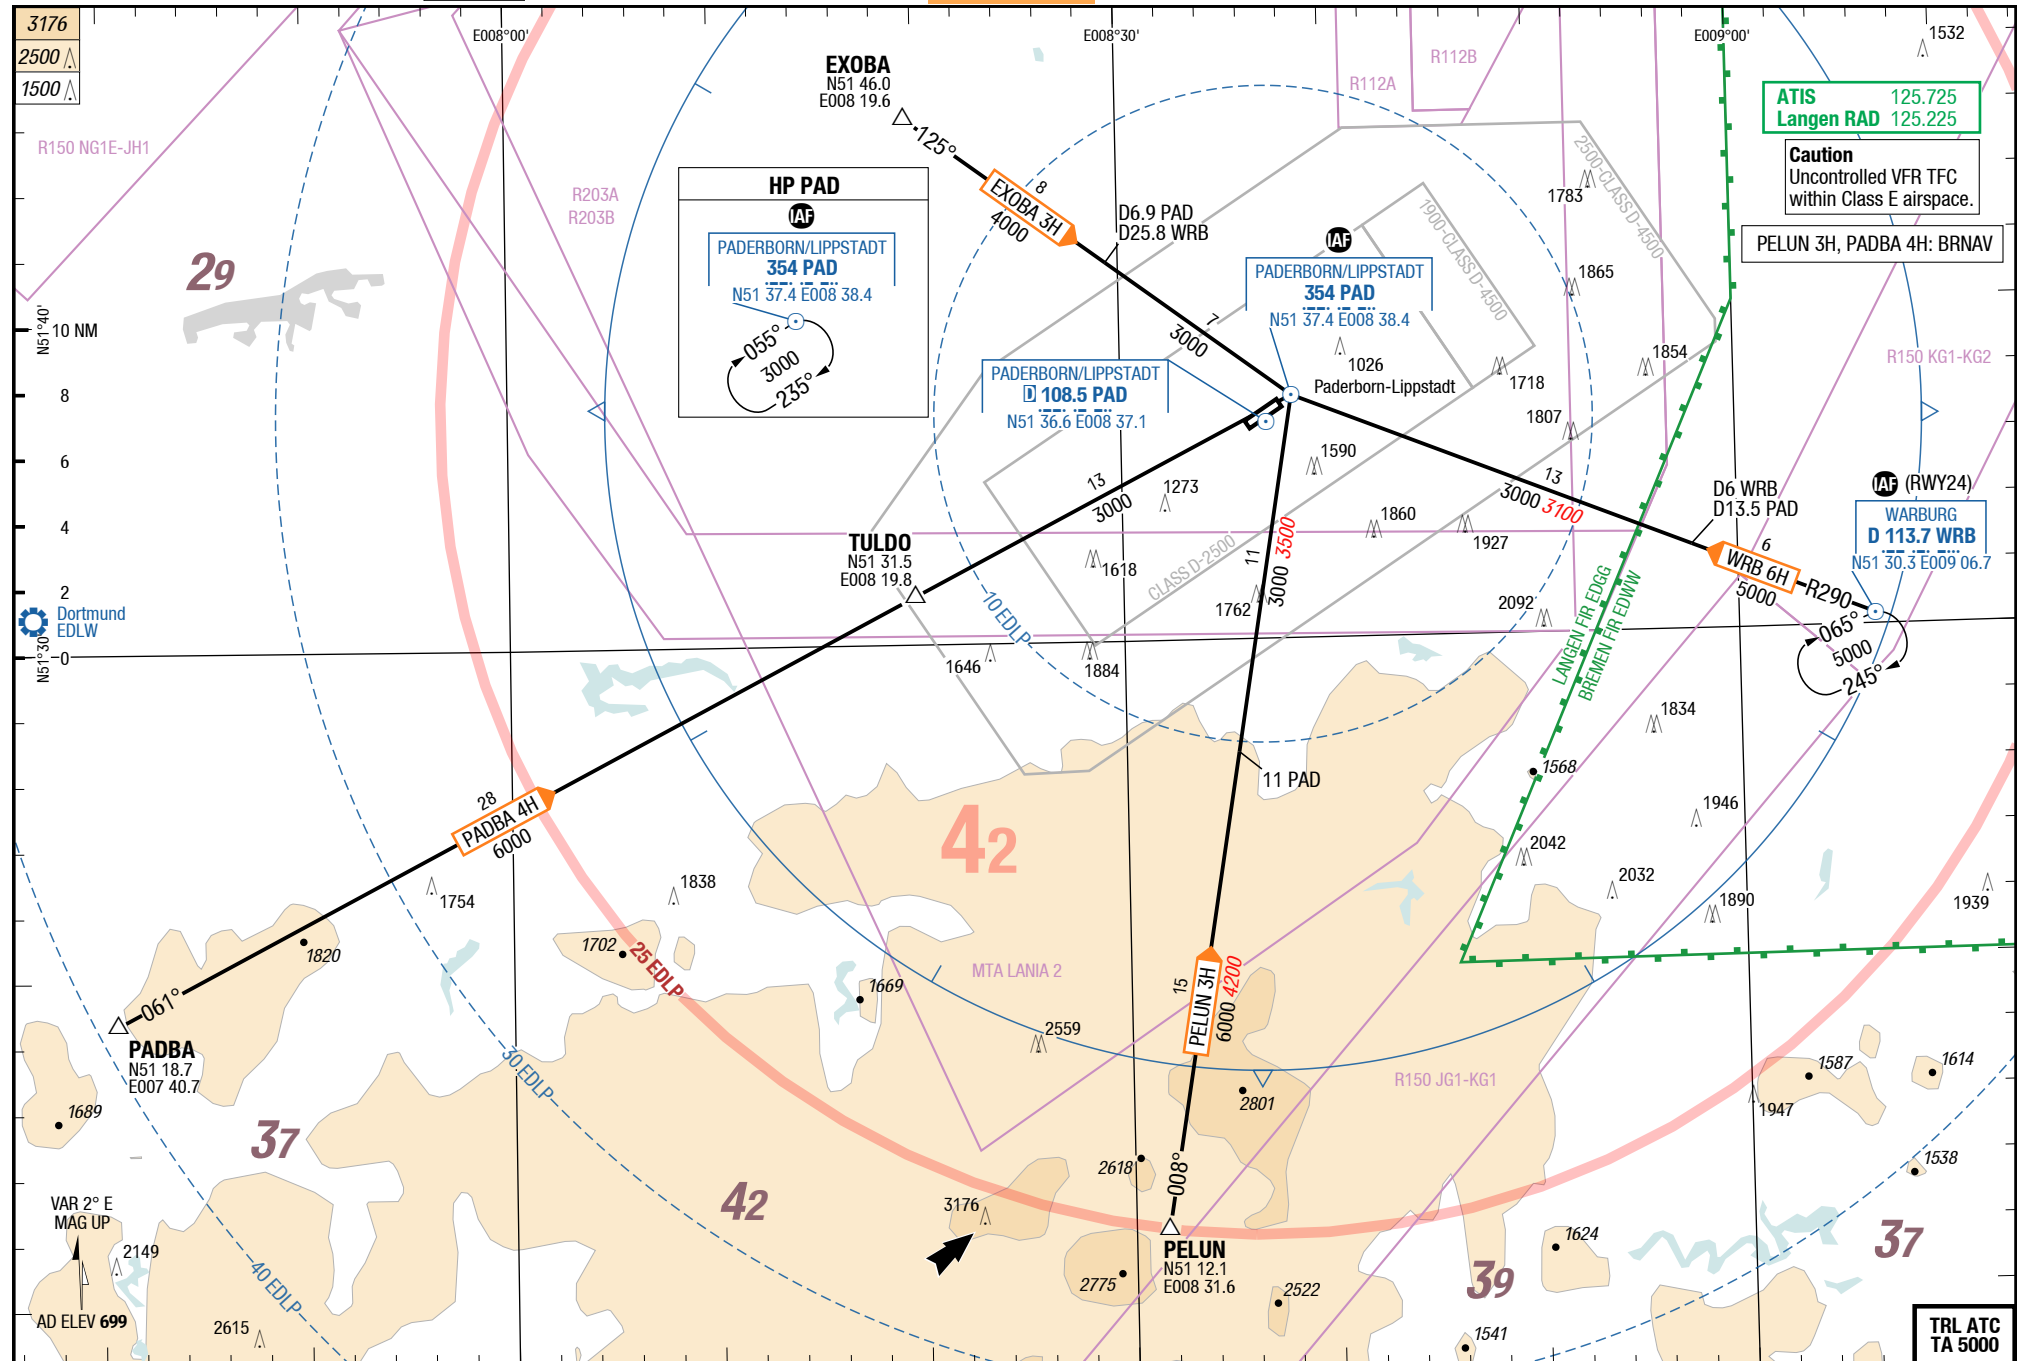 3176
2500
1500
E008°00'
E008°30'
E009°00'
1532
EXOBA
N51 46.0
E008 19.6
125°
R112A
R112B
ATIS 125.725
Langen RAD 125.225
Caution
Uncontrolled VFR TFC
within Class E airspace.
PELUN 3H, PADBA 4H: BRNAV
R150 NG1E-JH1
R203A
R203B
HP PAD
IAF
PADERBORN/LIPPSTADT
354 PAD
N51 37.4 E008 38.4
055°
3000
235°
8
EXOBA 3H
4000
D6.9 PAD
D25.8 WRB
7
3000
IAF
PADERBORN/LIPPSTADT
354 PAD
N51 37.4 E008 38.4
2500-CLASS D-4500
1900-CLASS D-4500
1783
1865
1854
1718
1807
1026
Paderborn-Lippstadt
R150 KG1-KG2
29
N51°40'
10 NM
8
6
4
2
0
N51°30'
PADERBORN/LIPPSTADT
D 108.5 PAD
N51 36.6 E008 37.1
1590
1273
13
3000
13
3000 3100
D6 WRB
D13.5 PAD
IAF (RWY24)
WARBURG
D 113.7 WRB
N51 30.3 E009 06.7
6
WRB 6H
5000
R290
065°
5000
245°
1860
1927
TULDO
N51 31.5
E008 19.8
1618
CLASS D-2500
11
3000 3500
1762
2092
Dortmund
EDLW
10 EDLP
1646
1884
LANGEN FIR EDGG
BREMEN FIR EDWW
1834
1568
11 PAD
1946
28
PADBA 4H
6000
42
2042
2032
1890
1939
1754
1838
1820
1702
25 EDLP
1669
MTA LANIA 2
15
PELUN 3H
6000 4200
061°
PADBA
N51 18.7
E007 40.7
2559
30 EDLP
2801
R150 JG1-KG1
1587
1614
1947
1689
37
2618
008°
1538
42
3176
VAR 2° E
MAG UP
2149
AD ELEV 699
40 EDLP
2615
PELUN
N51 12.1
E008 31.6
2775
2522
1624
39
37
1541
TRL ATC
TA 5000